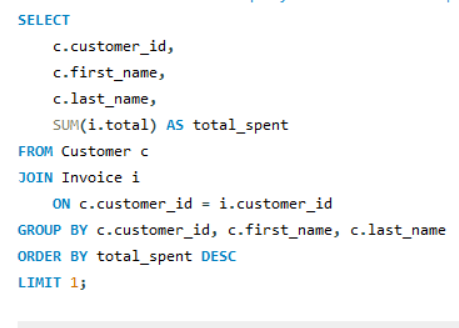 SELECT
    c.customer_id,
    c.first_name,
    c.last_name,
    SUM(i.total) AS total_spent
FROM Customer c
JOIN Invoice i
    ON c.customer_id = i.customer_id
GROUP BY c.customer_id, c.first_name, c.last_name
ORDER BY total_spent DESC
LIMIT 1;